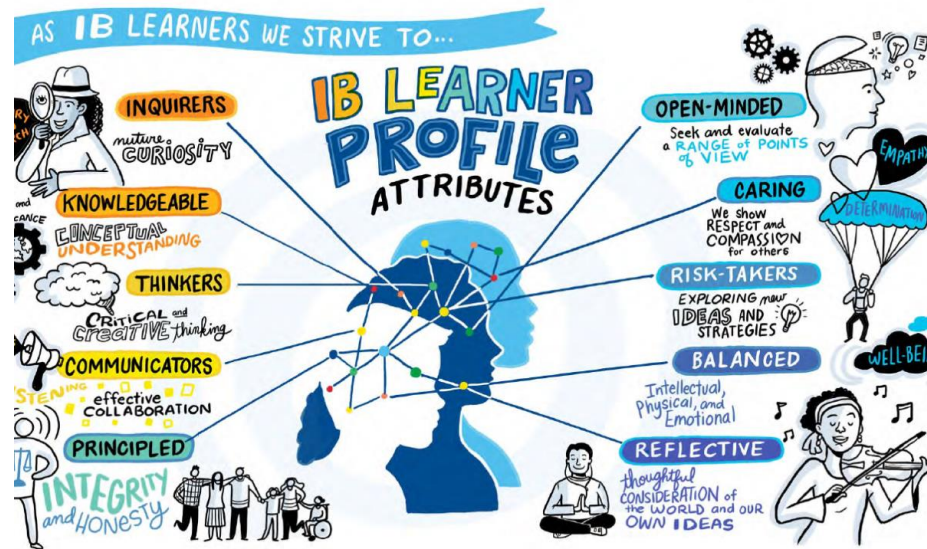 AS IB LEARNERS WE STRIVE TO...
IB LEARNER
PROFILE
ATTRIBUTES
INQUIRERS
nuture
CURIOSITY
KNOWLEDGEABLE
and
CONCEPTUAL
UNDERSTANDING
THINKERS
CRITICAL and
CREATIVE thinking
COMMUNICATORS
effective
COLLABORATION
PRINCIPLED
INTEGRITY
and HONESTY
OPEN-MINDED
Seek and evaluate
a RANGE of POINTS
of VIEW
EMPATHY
CARING
We show
RESPECT and
COMPASSION
for others
DETERMINATION
RISK-TAKERS
EXPLORING new
IDEAS AND
STRATEGIES
BALANCED
Intellectual,
Physical, and
Emotional
REFLECTIVE
thoughtful
CONSIDERATION of
the WORLD and our
OWN IDEAS